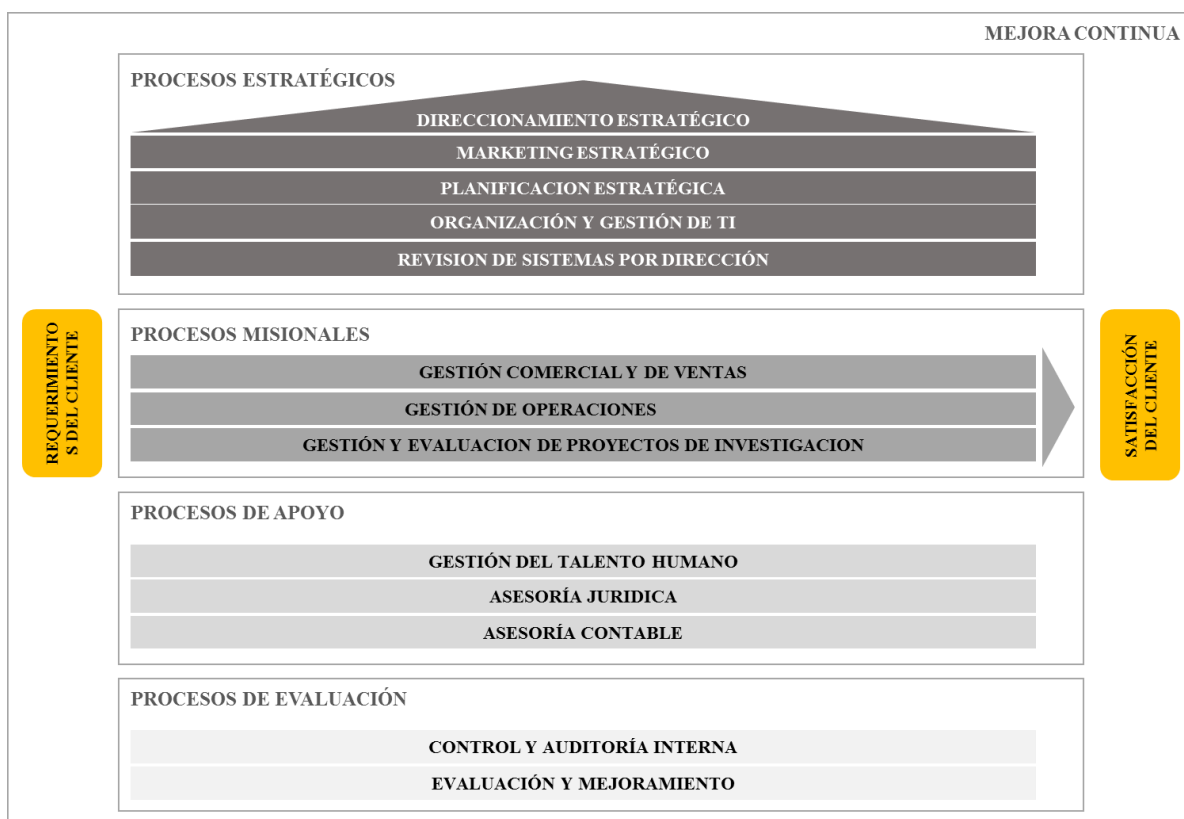 MEJORA CONTINUA
PROCESOS ESTRATÉGICOS
DIRECCIONAMIENTO ESTRATÉGICO
MARKETING ESTRATÉGICO
PLANIFICACION ESTRATÉGICA
ORGANIZACIÓN Y GESTIÓN DE TI
REVISION DE SISTEMAS POR DIRECCIÓN
REQUERIMIENTO
S DEL CLIENTE
PROCESOS MISIONALES
GESTIÓN COMERCIAL Y DE VENTAS
GESTIÓN DE OPERACIONES
GESTIÓN Y EVALUACION DE PROYECTOS DE INVESTIGACION
SATISFACCIÓN
DEL CLIENTE
PROCESOS DE APOYO
GESTIÓN DEL TALENTO HUMANO
ASESORÍA JURIDICA
ASESORÍA CONTABLE
PROCESOS DE EVALUACIÓN
CONTROL Y AUDITORÍA INTERNA
EVALUACIÓN Y MEJORAMIENTO